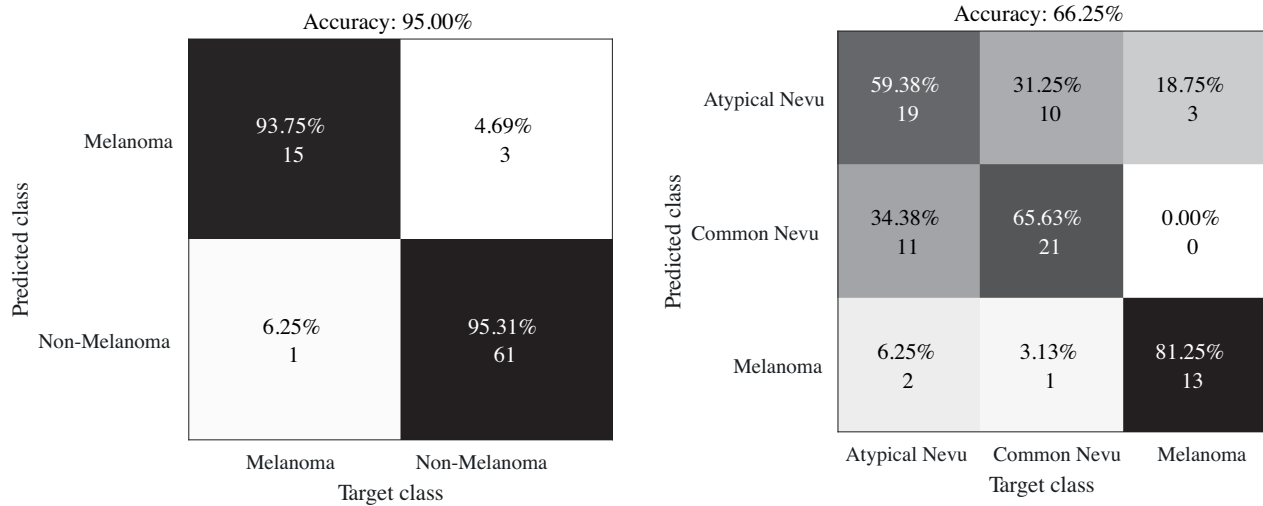 Accuracy: 95.00%
Predicted class
Melanoma
93.75%
15
4.69%
3
Non-Melanoma
6.25%
1
95.31%
61
Melanoma
Non-Melanoma
Target class
Accuracy: 66.25%
Predicted class
Atypical Nevu
59.38%
19
31.25%
10
18.75%
3
Common Nevu
34.38%
11
65.63%
21
0.00%
0
Melanoma
6.25%
2
3.13%
1
81.25%
13
Atypical Nevu
Common Nevu
Melanoma
Target class